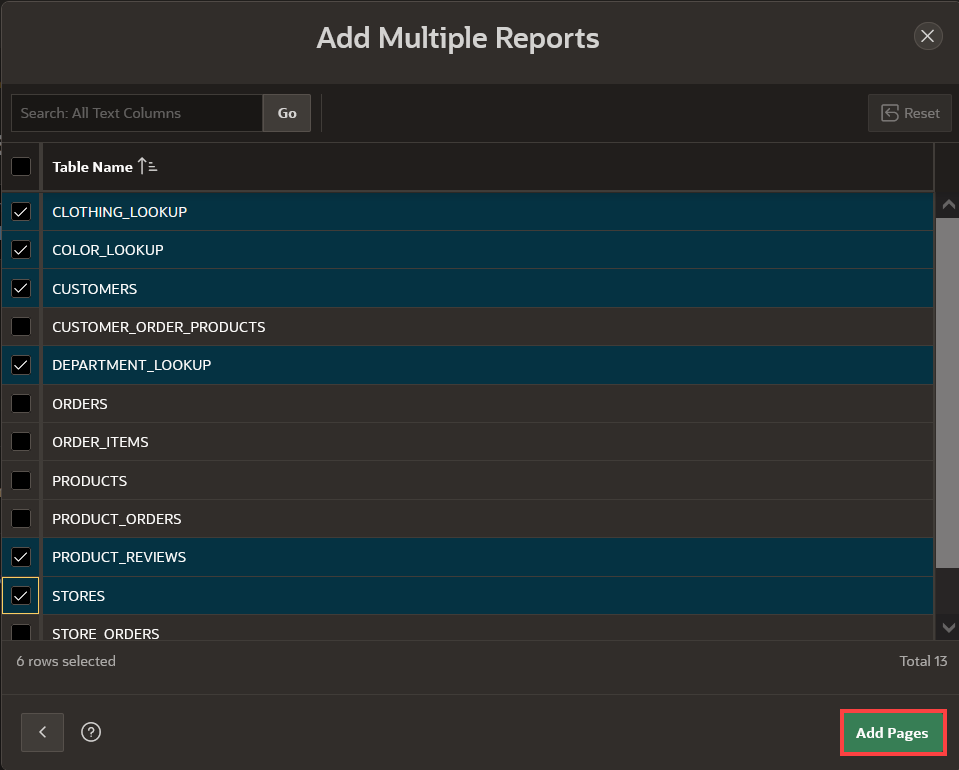 Add Multiple Reports
Search: All Text Columns
Go
Reset
Table Name
CLOTHING_LOOKUP
COLOR_LOOKUP
CUSTOMERS
CUSTOMER_ORDER_PRODUCTS
DEPARTMENT_LOOKUP
ORDERS
ORDER_ITEMS
PRODUCTS
PRODUCT_ORDERS
PRODUCT_REVIEWS
STORES
STORE_ORDERS
6 rows selected
Total 13
?
Add Pages